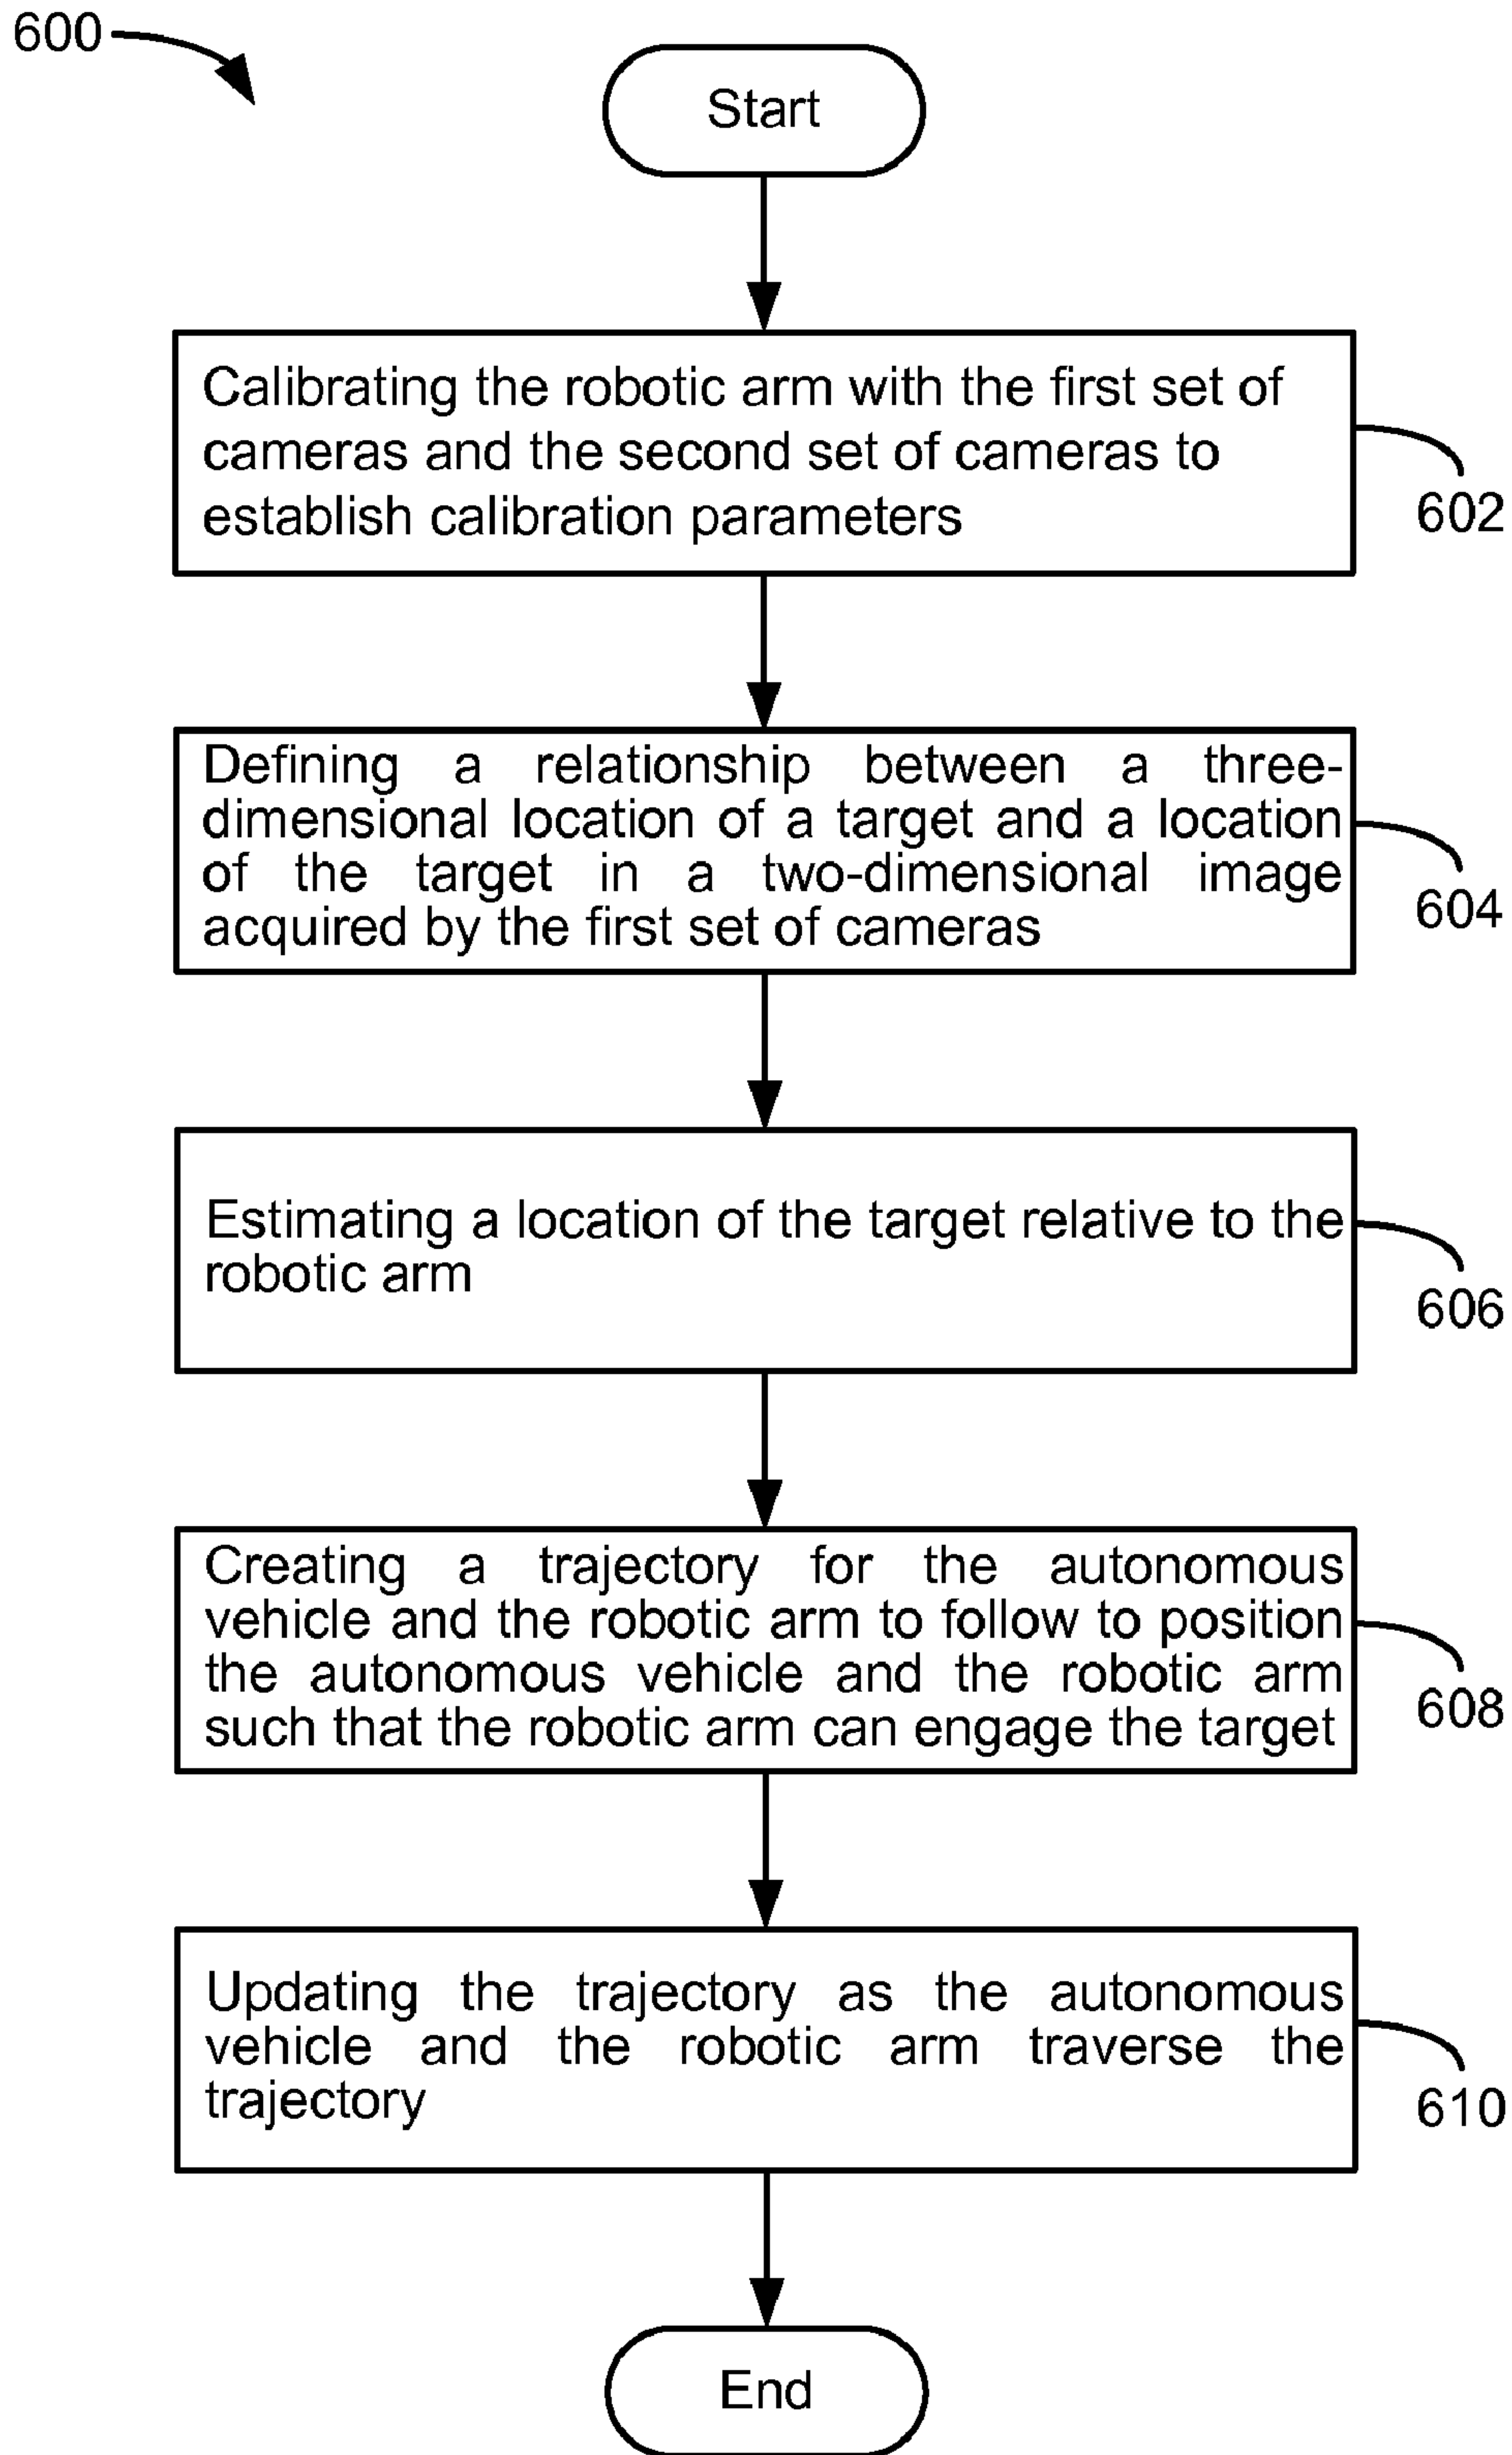 600
Start
Calibrating the robotic arm with the first set of
cameras and the second set of cameras to
establish calibration parameters
602
Defining a relationship between a three-
dimensional location of a target and a location
of the target in a two-dimensional image
acquired by the first set of cameras
604
Estimating a location of the target relative to the
robotic arm
606
Creating a trajectory for the autonomous
vehicle and the robotic arm to follow to position
the autonomous vehicle and the robotic arm
such that the robotic arm can engage the target
608
Updating the trajectory as the autonomous
vehicle and the robotic arm traverse the
trajectory
610
End